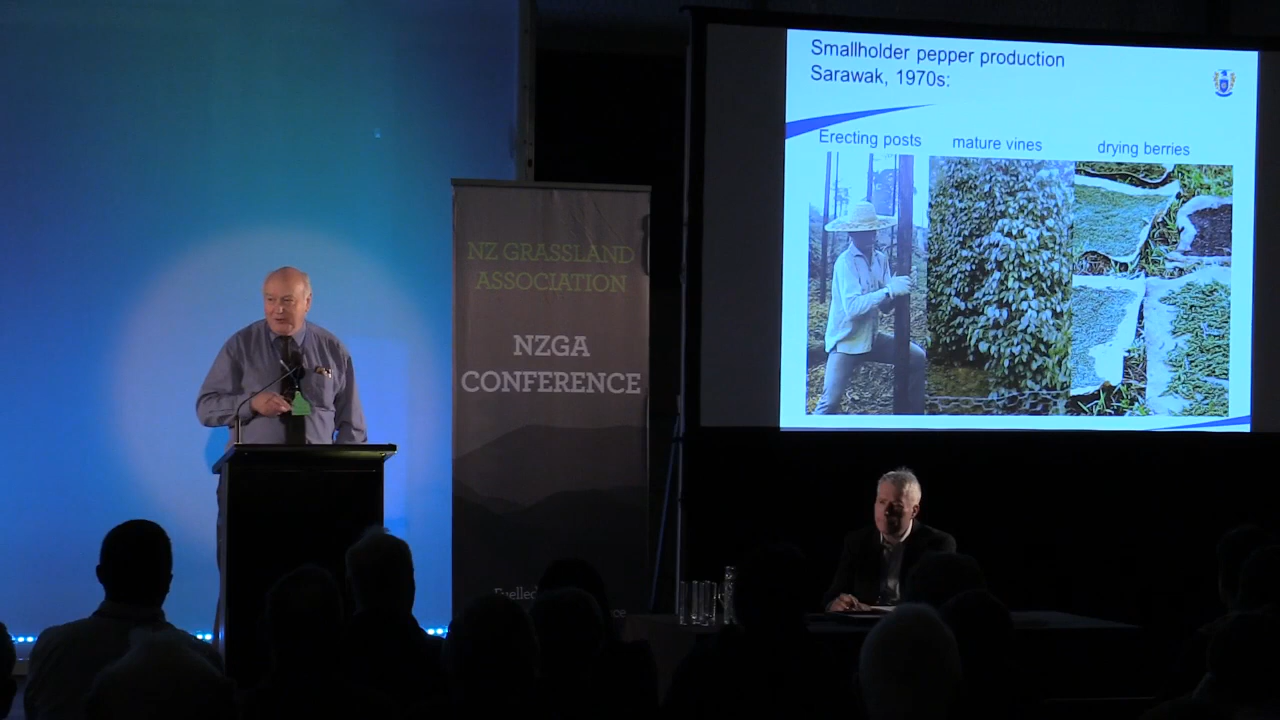 Smallholder pepper production
Sarawak, 1970s:
Erecting posts
mature vines
drying berries
NZ GRASSLAND
ASSOCIATION
NZGA
CONFERENCE